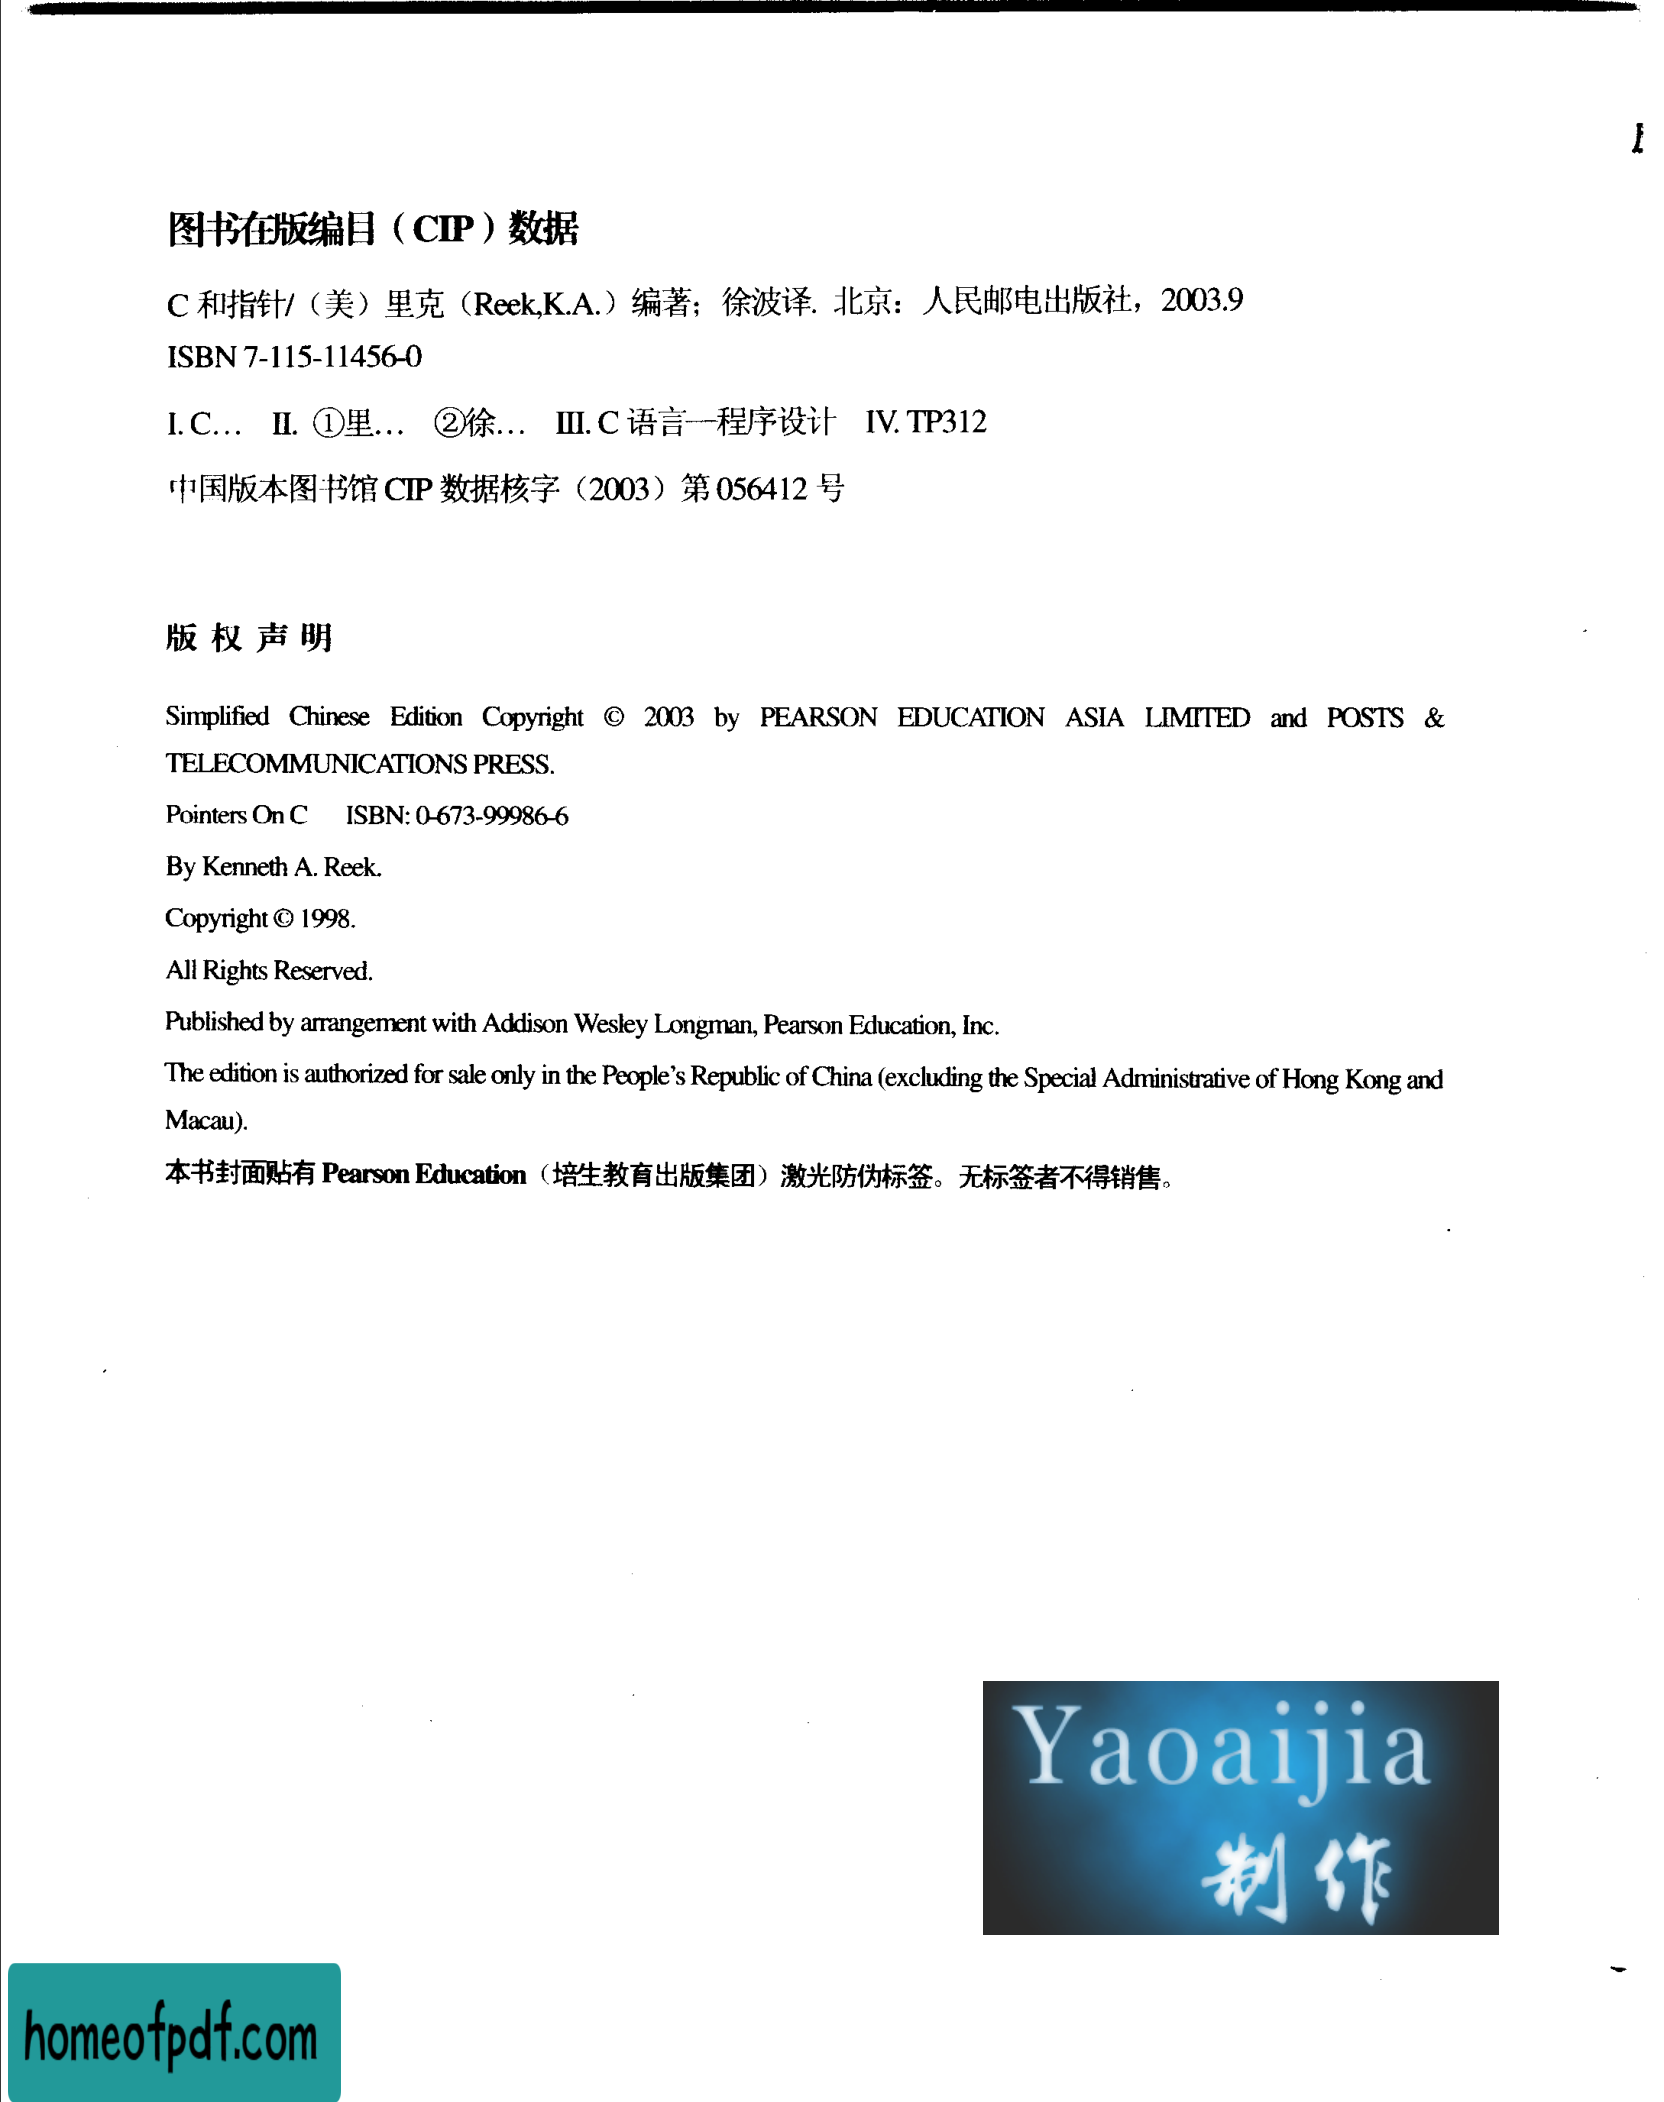 图书在版编目（CIP）数据
C 和指针/（美）里克（Reek,K.A.）编著；徐波译. 北京：人民邮电出版社，2003.9
ISBN 7-115-11456-0
I. C… II. ①里… ②徐… III. C 语言—程序设计 IV. TP312
中国版本图书馆 CIP 数据核字（2003）第 056412 号
版权声明
Simplified Chinese Edition Copyright © 2003 by PEARSON EDUCATION ASIA LIMITED and POSTS &
TELECOMMUNICATIONS PRESS.
Pointers On C ISBN: 0-673-99986-6
By Kenneth A. Reek.
Copyright © 1998.
All Rights Reserved.
Published by arrangement with Addison Wesley Longman, Pearson Education, Inc.
The edition is authorized for sale only in the People's Republic of China (excluding the Special Administrative of Hong Kong and
Macau).
本书封面贴有 Pearson Education（培生教育出版集团）激光防伪标签。无标签者不得销售。
Yaoaijia
制作
homeofpdf.com